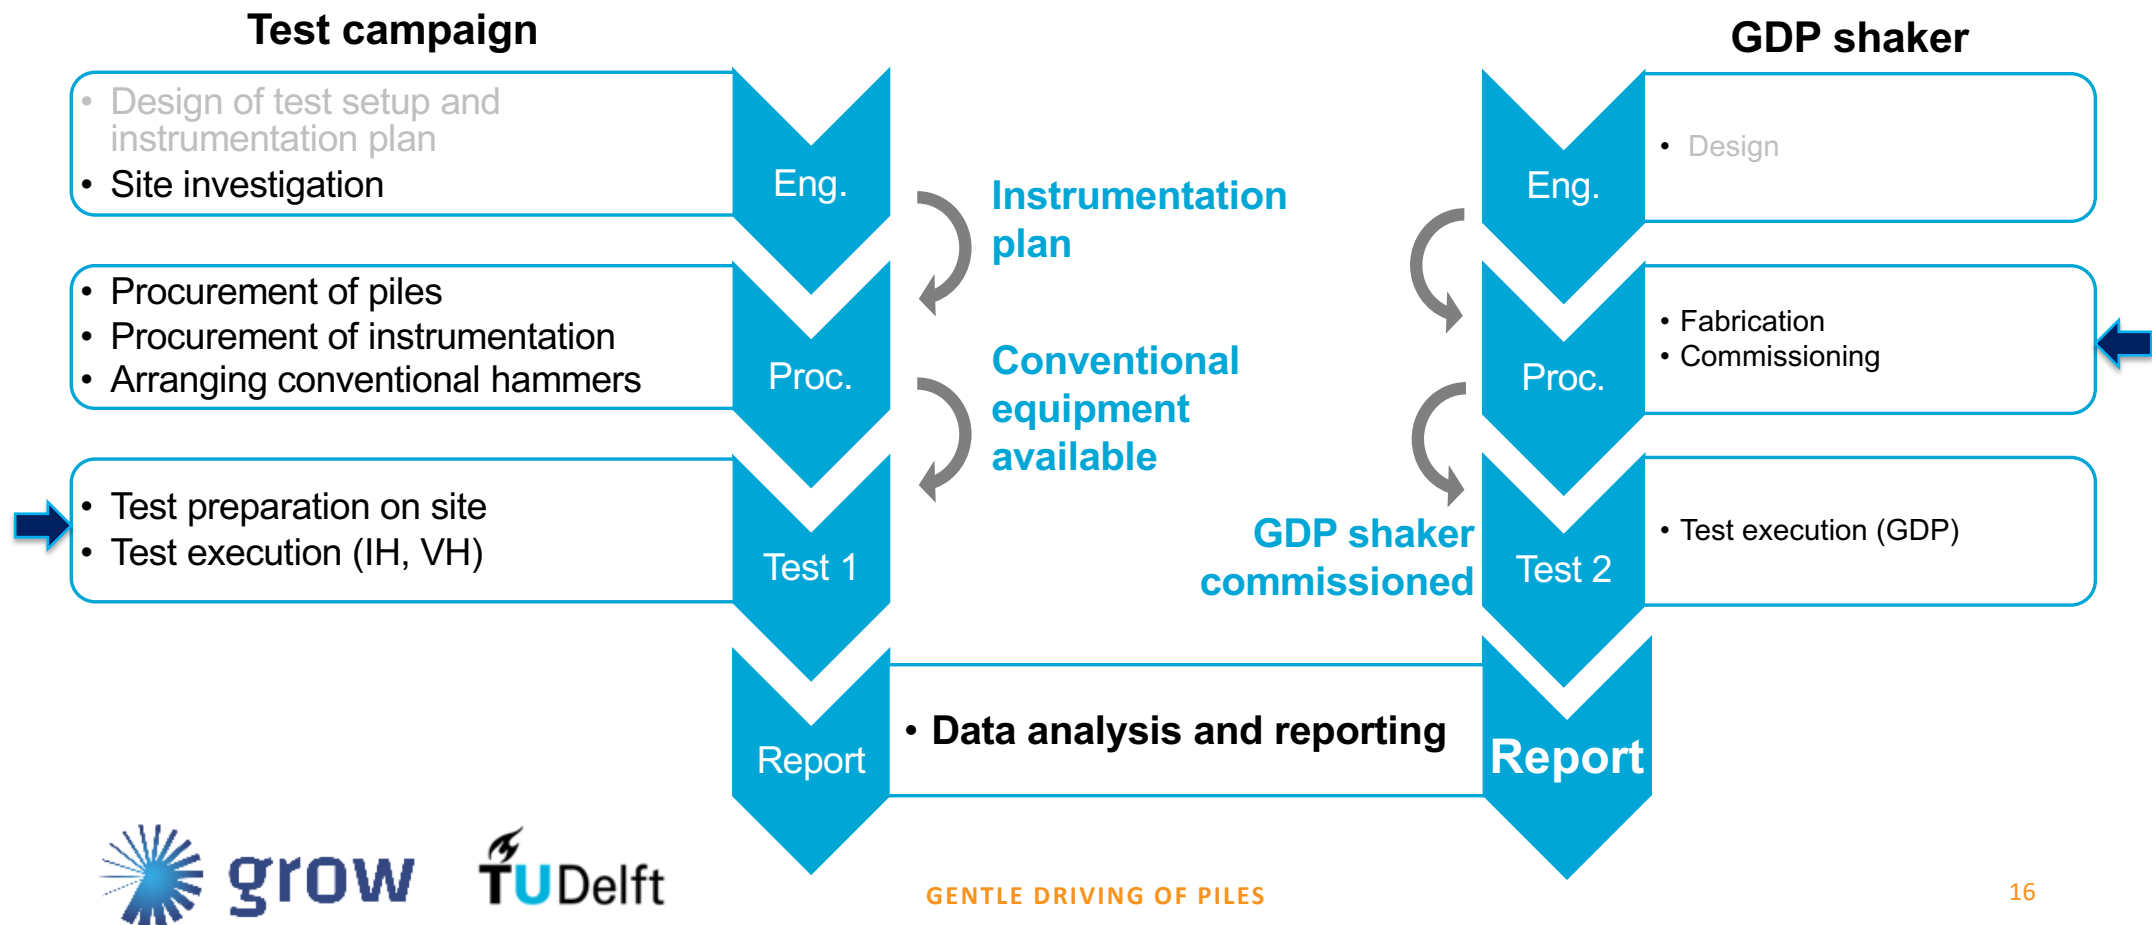 Test campaign
• Design of test setup and
instrumentation plan
• Site investigation
Eng.
• Procurement of piles
• Procurement of instrumentation
• Arranging conventional hammers
Proc.
• Test preparation on site
• Test execution (IH, VH)
Test 1
Report
Instrumentation
plan
Conventional
equipment
available
GDP shaker
commissioned
• Data analysis and reporting
GDP shaker
Eng.
• Design
Proc.
• Fabrication
• Commissioning
Test 2
• Test execution (GDP)
Report
grow
TUDelft
GENTLE DRIVING OF PILES
16